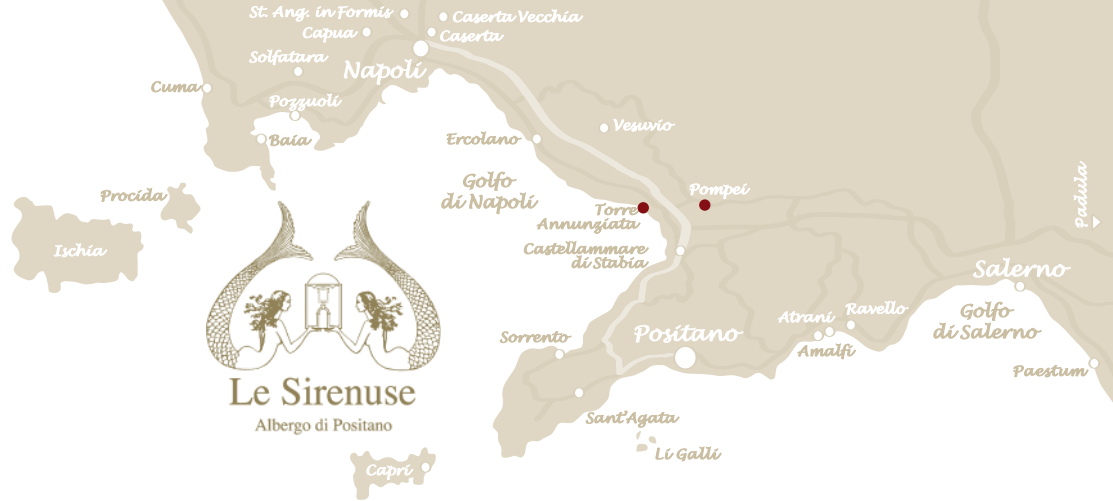 St. Ang. in Formis
Caserta Vecchia
Capua
Caserta
Solfatara
Napoli
Cuma
Pozzuoli
Baia
Vesuvio
Ercolano
Procida
Golfo
di Napoli
Pompei
Padula
Torre
Annunziata
Ischia
Castellammare
di Stabia
Salerno
Golfo
di Salerno
Atrani
Ravello
Amalfi
Positano
Sorrento
Paestum
Le Sirenuse
Albergo di Positano
Sant'Agata
Li Galli
Capri